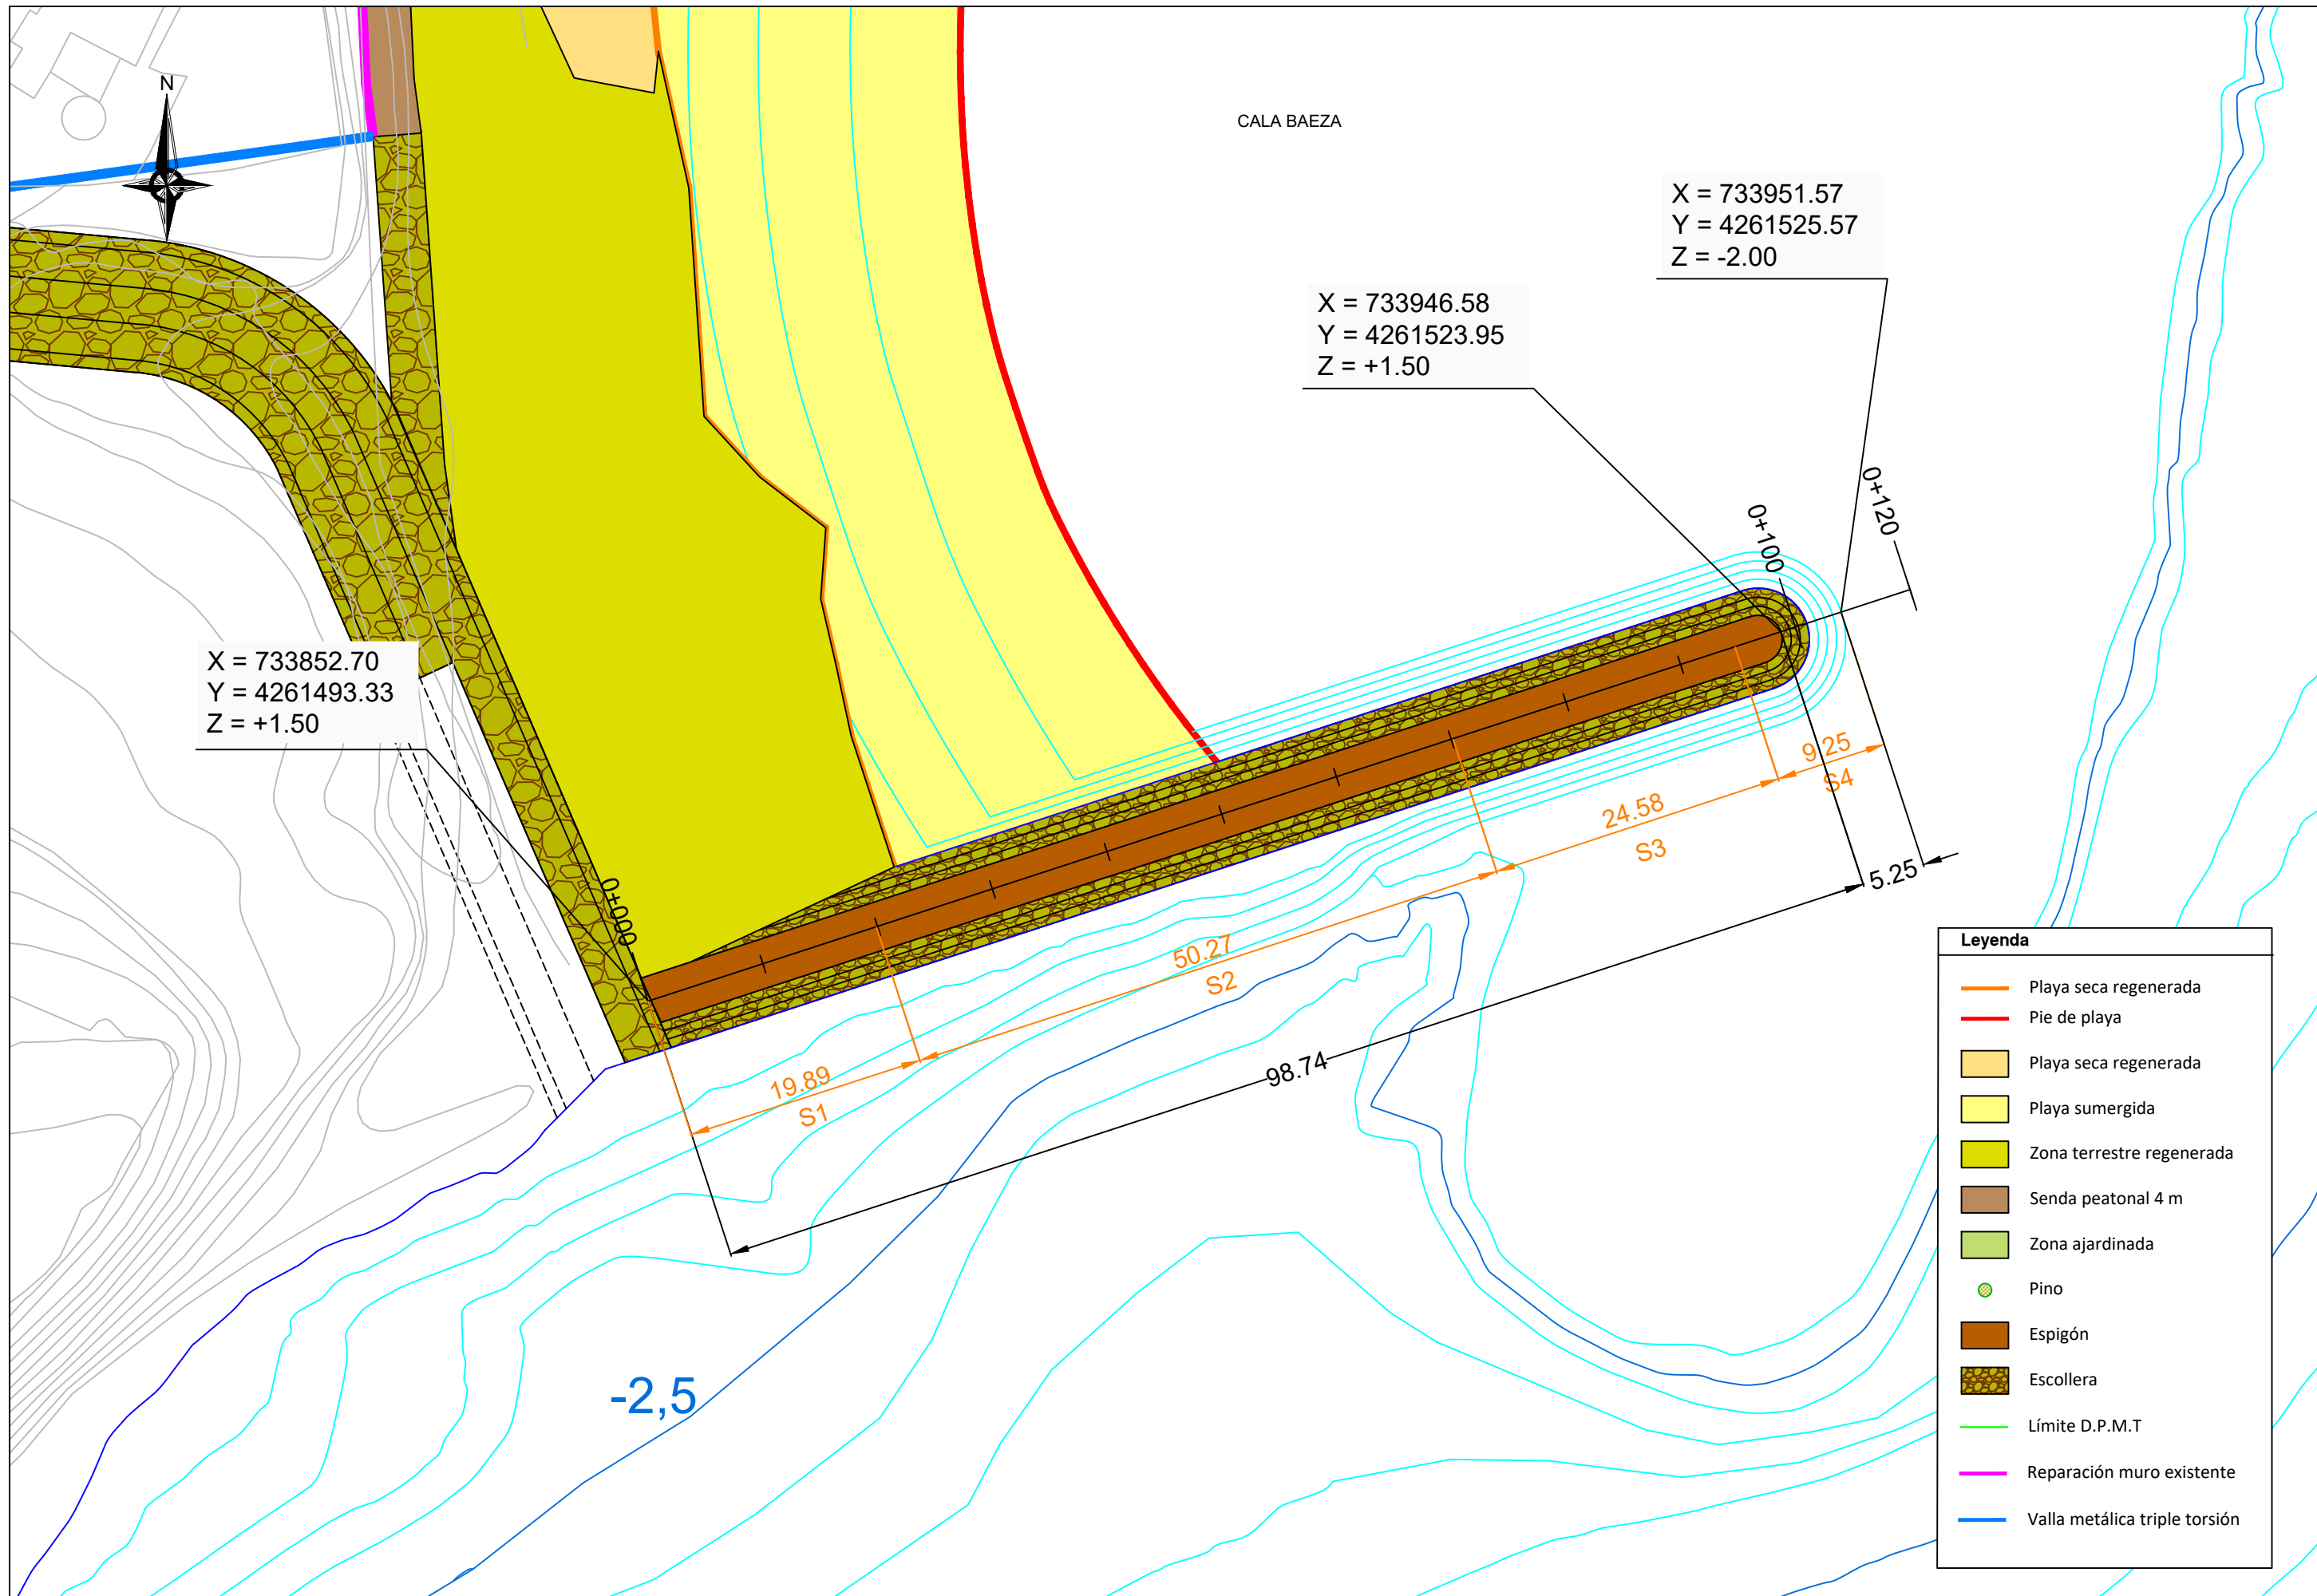 N
CALA BAEZA
X = 733951.57
Y = 4261525.57
Z = -2.00
X = 733946.58
Y = 4261523.95
Z = +1.50
0+120
0+100
X = 733852.70
Y = 4261493.33
Z = +1.50
0+000
9.25
S4
24.58
S3
5.25
50.27
S2
98.74
19.89
S1
-2,5
Leyenda
Playa seca regenerada
Pie de playa
Playa seca regenerada
Playa sumergida
Zona terrestre regenerada
Senda peatonal 4 m
Zona ajardinada
Pino
Espigón
Escollera
Límite D.P.M.T
Reparación muro existente
Valla metálica triple torsión